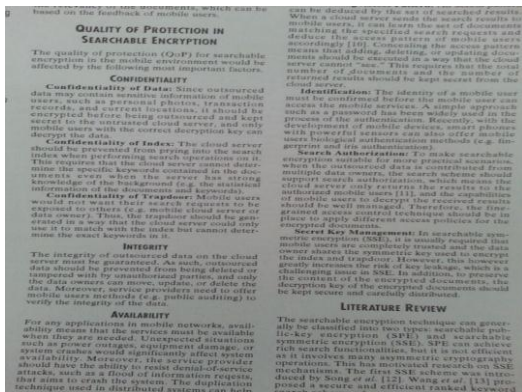 based on the feedback of mobile users.
QUALITY OF PROTECTION IN
SEARCHABLE ENCRYPTION
The quality of protection (QoP) for searchable
encryption in the mobile environment would be
affected by the following most important factors.
CONFIDENTIALITY
Confidentiality of Data: Since outsourced
data may contain sensitive information of mobile
users, such as personal photos, transaction
records, and current locations, it should be
encrypted before being outsourced and kept
secret to the untrusted cloud server, and only
mobile users with the correct decryption key can
decrypt that data.
Confidentiality of Index: The cloud server
should be prevented from prying into the search
index when performing search operations on it.
This requires that the cloud server cannot deter-
mine the specific keywords contained in the doc-
uments even when the server has strong
knowledge of the background (e.g. the statistical
information of the documents and keywords).
Confidentiality of Trapdoor: Mobile users
would not want their search requests to be
exposed to others (e.g. mobile cloud server or
data owner). Thus, the trapdoor should be gen-
erated in a way that the cloud server could only
use it to match with the index but cannot deter-
mine the exact keywords in it.
INTEGRITY
The integrity of outsourced data on the cloud
server must be guaranteed. As such, outsourced
data should be prevented from being deleted or
tampered with by unauthorized parties, and only
the data owners can move, update, or delete the
data. Moreover, service providers need to offer
mobile users methods (e.g. public auditing) to
verify the integrity of the data.
AVAILABILITY
For any applications in mobile networks, avail-
ability means that the services must be available
when they are needed. Unexpected situations
such as power outages, equipment damage, or
system crashes would significantly affect system
availability. Moreover, the service provider
should have the ability to resist denial-of-service
attacks, such as a flood of information request,
that aims to crash the system. The duplication
technique used in distributed systems can help
can be deduced by the set of searched results.
When a cloud server sends the search results to
mobile users, it can learn the set of documents
matching the specified search requests and
deduce the access pattern of mobile users
accordingly [10]. Concealing the access pattern
means that adding, deleting, or updating docu-
ments should be executed in a way that the cloud
server cannot "see." This requires that the total
number of documents and the number of
returned results should be kept secret from the
cloud server.
Identification: The identity of a mobile user
must be confirmed before the mobile user can
access the mobile services. A simple approach
such as a password has been widely used in the
process of the authentication. Recently, with the
development of mobile devices, smart phones
with powerful sensors can also offer mobile
users biological authentication methods (e.g. fin-
gerprint and iris authentication).
Search Authorization: To make searchable
encryption suitable for more practical scenarios,
when the outsourced data is contributed from
multiple data owners, the search scheme should
support search authorization, which means the
cloud server only returns the results to the
authorized mobile users [11], and the capabilities
of mobile users to decrypt the received results
should be well managed. Therefore, the fine-
grained access control technique should be in
place to apply different access policies for the
encrypted documents.
Secret Key Management: In searchable sym-
metric encryption (SSE), it is usually required that
mobile users are completely trusted and the data
owner shares the symmetric key used to encrypt
the index and trapdoor. However, this however
greatly increases the risk of key leakage, which is a
challenging issue in SSE. In addition, to preserve
the content of the encrypted documents, the
decryption key of the encrypted documents should
be kept secure and carefully distributed.
LITERATURE REVIEW
The searchable encryption technique can gener-
ally be classified into two types: searchable pub-
lic-key encryption (SPE) and searchable
symmetric encryption (SSE). SPE can achieve
rich search functionalities, but it is not efficient
as it involves many asymmetric cryptography
operations. This has motivated research on SSE
mechanisms. The first SSE scheme was intro-
duced by Song et al. [12]. Wang et al. [13] pro-
posed a secure and efficient